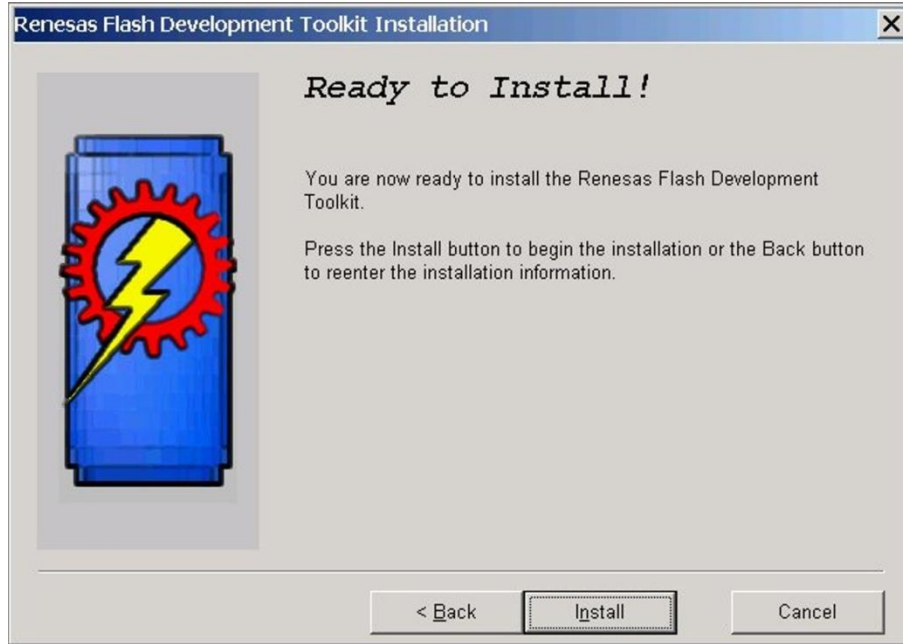 Renesas Flash Development Toolkit Installation
Ready to Install!
You are now ready to install the Renesas Flash Development
Toolkit.
Press the Install button to begin the installation or the Back button
to reenter the installation information.
< Back
Install
Cancel